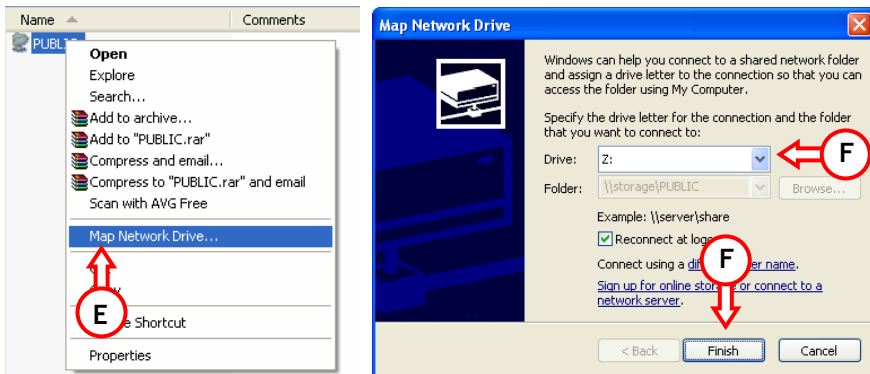 Name Comments
PUBLIC
Open
Explore
Search...
Add to archive...
Add to "PUBLIC.rar"
Compress and email...
Compress to "PUBLIC.rar" and email
Scan with AVG Free
Map Network Drive...
E
Shortcut
Properties
Map Network Drive
Windows can help you connect to a shared network folder
and assign a drive letter to the connection so that you can
access the folder using My Computer.
Specify the drive letter for the connection and the folder
that you want to connect to:
Drive: Z:
F
Folder: \\storage\PUBLIC Browse...
Example: \\server\share
Reconnect at
F
Connect using a name.
Sign up for online storage or connect to a
network server.
< Back Finish Cancel